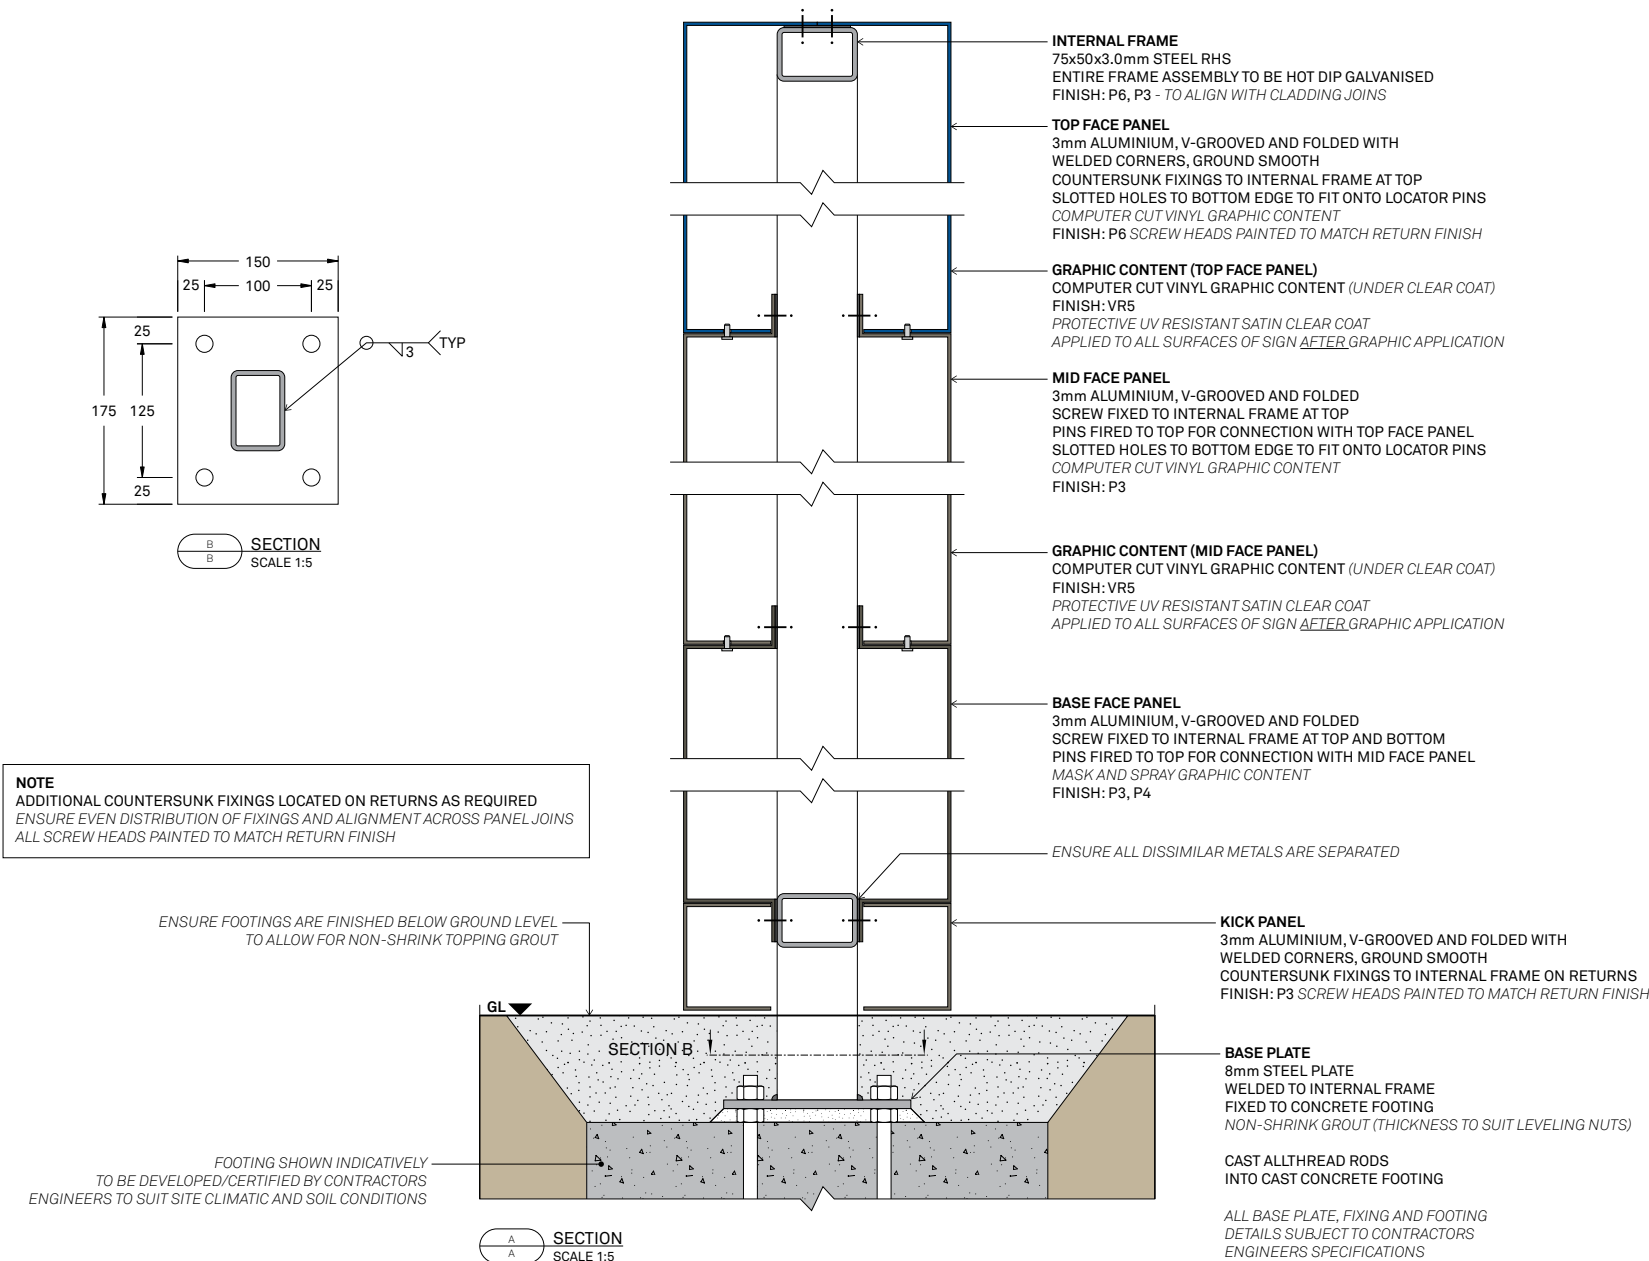 INTERNAL FRAME
75x50x3.0mm STEEL RHS
ENTIRE FRAME ASSEMBLY TO BE HOT DIP GALVANISED
FINISH: P6, P3 - TO ALIGN WITH CLADDING JOINS
TOP FACE PANEL
3mm ALUMINIUM, V-GROOVED AND FOLDED WITH
WELDED CORNERS, GROUND SMOOTH
COUNTERSUNK FIXINGS TO INTERNAL FRAME AT TOP
SLOTTED HOLES TO BOTTOM EDGE TO FIT ONTO LOCATOR PINS
COMPUTER CUT VINYL GRAPHIC CONTENT
FINISH: P6 SCREW HEADS PAINTED TO MATCH RETURN FINISH
GRAPHIC CONTENT (TOP FACE PANEL)
COMPUTER CUT VINYL GRAPHIC CONTENT (UNDER CLEAR COAT)
FINISH: VR5
PROTECTIVE UV RESISTANT SATIN CLEAR COAT
APPLIED TO ALL SURFACES OF SIGN AFTER GRAPHIC APPLICATION
MID FACE PANEL
3mm ALUMINIUM, V-GROOVED AND FOLDED
SCREW FIXED TO INTERNAL FRAME AT TOP
PINS FIRED TO TOP FOR CONNECTION WITH TOP FACE PANEL
SLOTTED HOLES TO BOTTOM EDGE TO FIT ONTO LOCATOR PINS
COMPUTER CUT VINYL GRAPHIC CONTENT
FINISH: P3
GRAPHIC CONTENT (MID FACE PANEL)
COMPUTER CUT VINYL GRAPHIC CONTENT (UNDER CLEAR COAT)
FINISH: VR5
PROTECTIVE UV RESISTANT SATIN CLEAR COAT
APPLIED TO ALL SURFACES OF SIGN AFTER GRAPHIC APPLICATION
BASE FACE PANEL
3mm ALUMINIUM, V-GROOVED AND FOLDED
SCREW FIXED TO INTERNAL FRAME AT TOP AND BOTTOM
PINS FIRED TO TOP FOR CONNECTION WITH MID FACE PANEL
MASK AND SPRAY GRAPHIC CONTENT
FINISH: P3, P4
ENSURE ALL DISSIMILAR METALS ARE SEPARATED
KICK PANEL
3mm ALUMINIUM, V-GROOVED AND FOLDED WITH
WELDED CORNERS, GROUND SMOOTH
COUNTERSUNK FIXINGS TO INTERNAL FRAME ON RETURNS
FINISH: P3 SCREW HEADS PAINTED TO MATCH RETURN FINISH
BASE PLATE
8mm STEEL PLATE
WELDED TO INTERNAL FRAME
FIXED TO CONCRETE FOOTING
NON-SHRINK GROUT (THICKNESS TO SUIT LEVELING NUTS)
CAST ALLTHREAD RODS
INTO CAST CONCRETE FOOTING
ALL BASE PLATE, FIXING AND FOOTING
DETAILS SUBJECT TO CONTRACTORS
ENGINEERS SPECIFICATIONS
150
25 100 25
25
175 125
25
3 TYP
B
B
SECTION
SCALE 1:5
NOTE
ADDITIONAL COUNTERSUNK FIXINGS LOCATED ON RETURNS AS REQUIRED
ENSURE EVEN DISTRIBUTION OF FIXINGS AND ALIGNMENT ACROSS PANEL JOINS
ALL SCREW HEADS PAINTED TO MATCH RETURN FINISH
ENSURE FOOTINGS ARE FINISHED BELOW GROUND LEVEL
TO ALLOW FOR NON-SHRINK TOPPING GROUT
GL
SECTION B
FOOTING SHOWN INDICATIVELY
TO BE DEVELOPED/CERTIFIED BY CONTRACTORS
ENGINEERS TO SUIT SITE CLIMATIC AND SOIL CONDITIONS
A
A
SECTION
SCALE 1:5